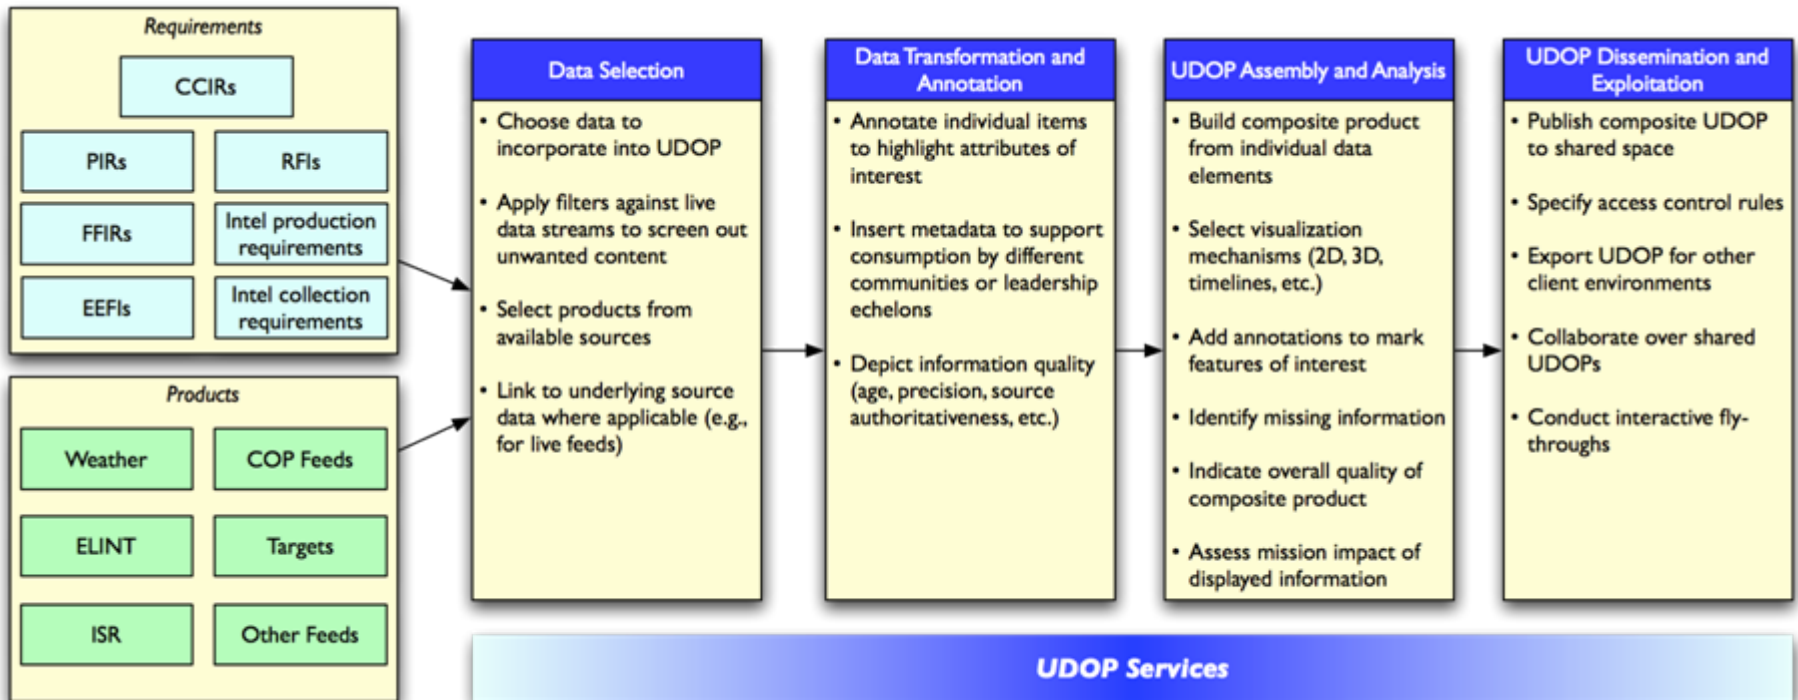 Requirements
CCIRs
PIRs
RFIs
FFIRs
Intel production
requirements
EEFIs
Intel collection
requirements
Products
Weather
COP Feeds
ELINT
Targets
ISR
Other Feeds
Data Selection
• Choose data to
incorporate into UDOP
• Apply filters against live
data streams to screen out
unwanted content
• Select products from
available sources
• Link to underlying source
data where applicable (e.g.,
for live feeds)
Data Transformation and
Annotation
• Annotate individual items
to highlight attributes of
interest
• Insert metadata to support
consumption by different
communities or leadership
echelons
• Depict information quality
(age, precision, source
authoritativeness, etc.)
UDOP Assembly and Analysis
• Build composite product
from individual data
elements
• Select visualization
mechanisms (2D, 3D,
timelines, etc.)
• Add annotations to mark
features of interest
• Identify missing information
• Indicate overall quality of
composite product
• Assess mission impact of
displayed information
UDOP Dissemination and
Exploitation
• Publish composite UDOP
to shared space
• Specify access control rules
• Export UDOP for other
client environments
• Collaborate over shared
UDOPs
• Conduct interactive fly-
throughs
UDOP Services